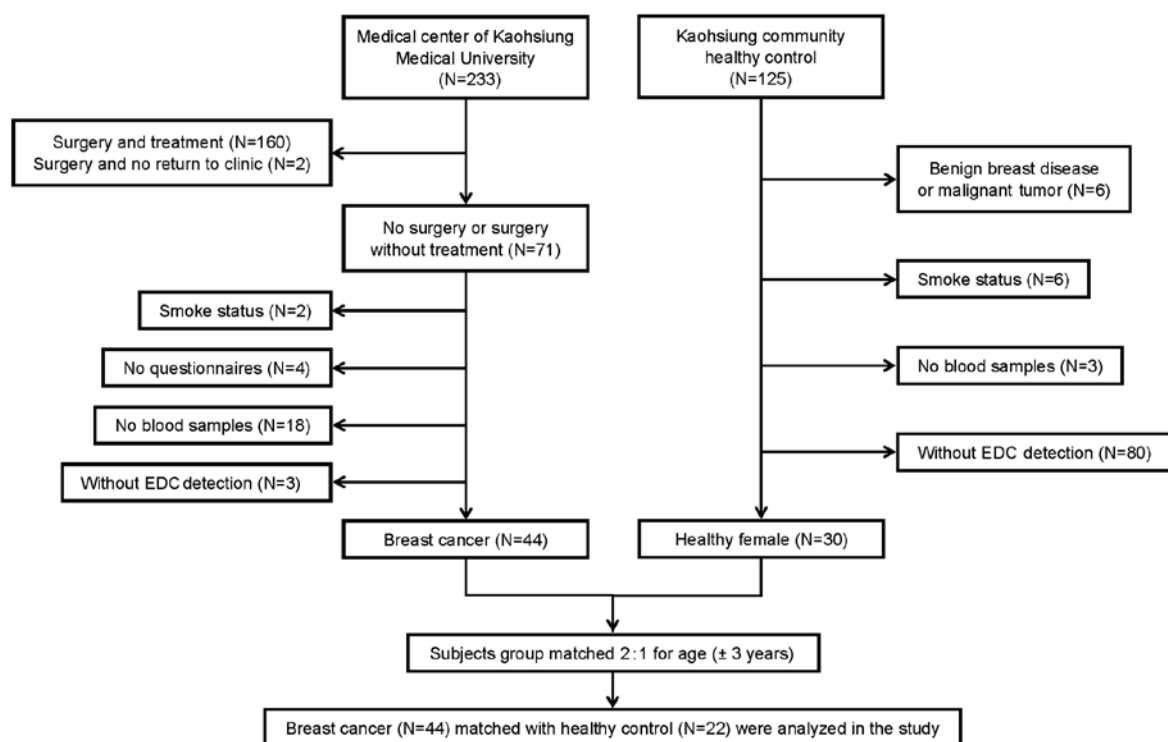 Medical center of Kaohsiung
Medical University
(N=233)
Kaohsiung community
healthy control
(N=125)
Surgery and treatment (N=160)
Surgery and no return to clinic (N=2)
Benign breast disease
or malignant tumor (N=6)
No surgery or surgery
without treatment (N=71)
Smoke status (N=6)
Smoke status (N=2)
No questionnaires (N=4)
No blood samples (N=3)
No blood samples (N=18)
Without EDC detection (N=80)
Without EDC detection (N=3)
Breast cancer (N=44)
Healthy female (N=30)
Subjects group matched 2:1 for age (± 3 years)
Breast cancer (N=44) matched with healthy control (N=22) were analyzed in the study